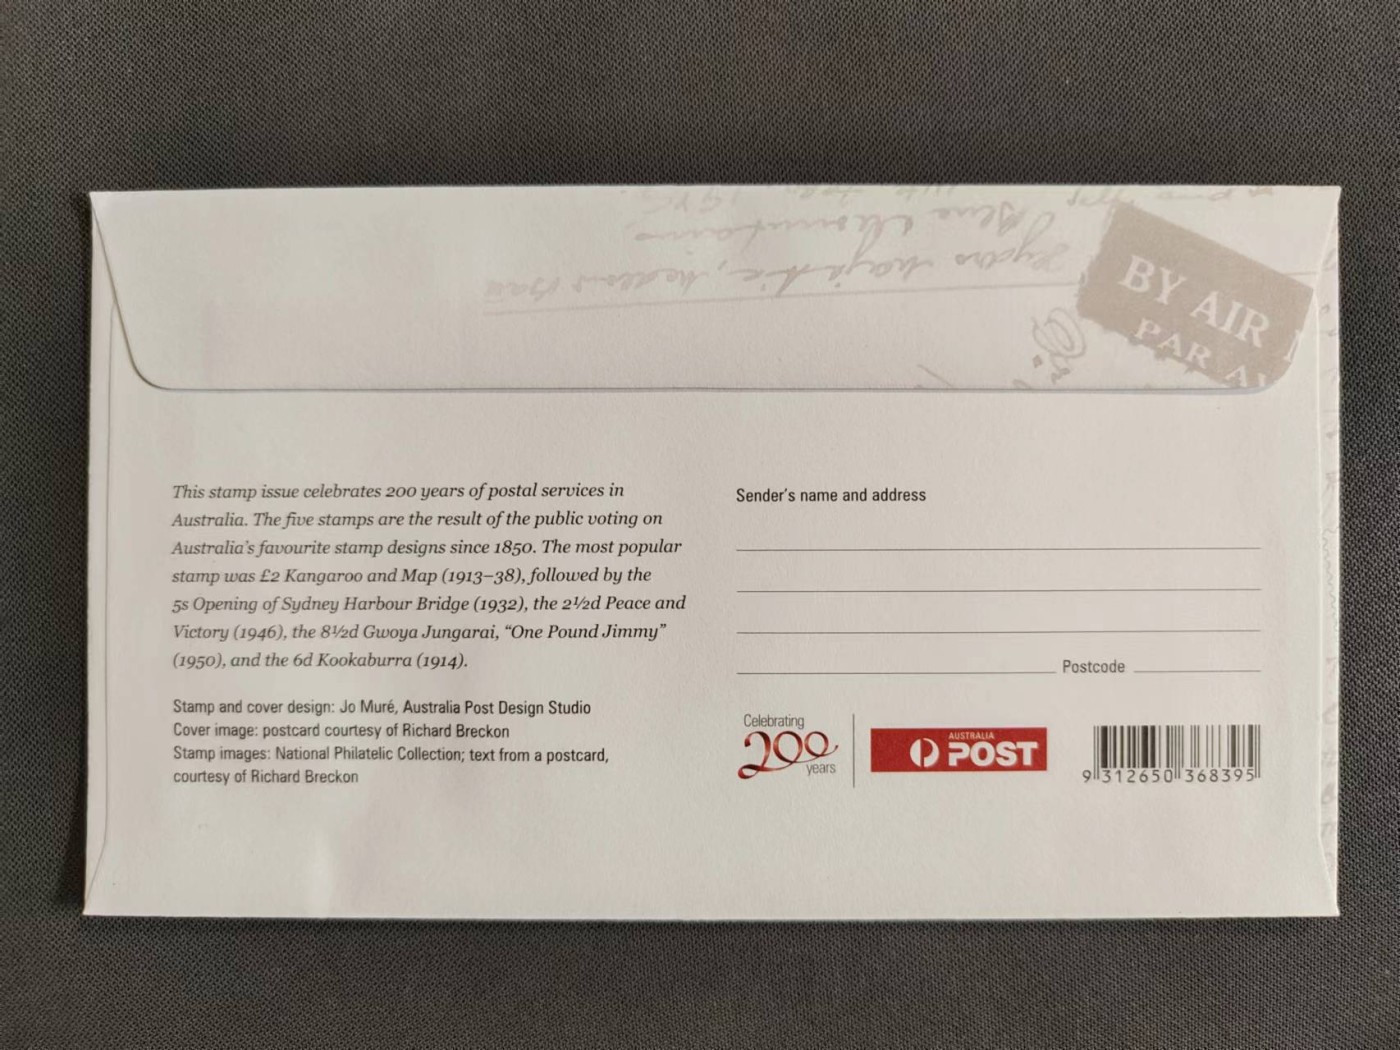 BY AIR
PAR
This stamp issue celebrates 200 years of postal services in
Australia. The five stamps are the result of the public voting on
Australia's favourite stamp designs since 1850. The most popular
stamp was £2 Kangaroo and Map (1913–38), followed by the
5s Opening of Sydney Harbour Bridge (1932), the 2½d Peace and
Victory (1946), the 8½d Gwoya Jungarai, “One Pound Jimmy”
(1950), and the 6d Kookaburra (1914).
Stamp and cover design: Jo Muré, Australia Post Design Studio
Cover image: postcard courtesy of Richard Breckon
Stamp images: National Philatelic Collection; text from a postcard,
courtesy of Richard Breckon
Sender's name and address
Postcode
Celebrating
200
years
AUSTRALIA
POST
9 312650 368395